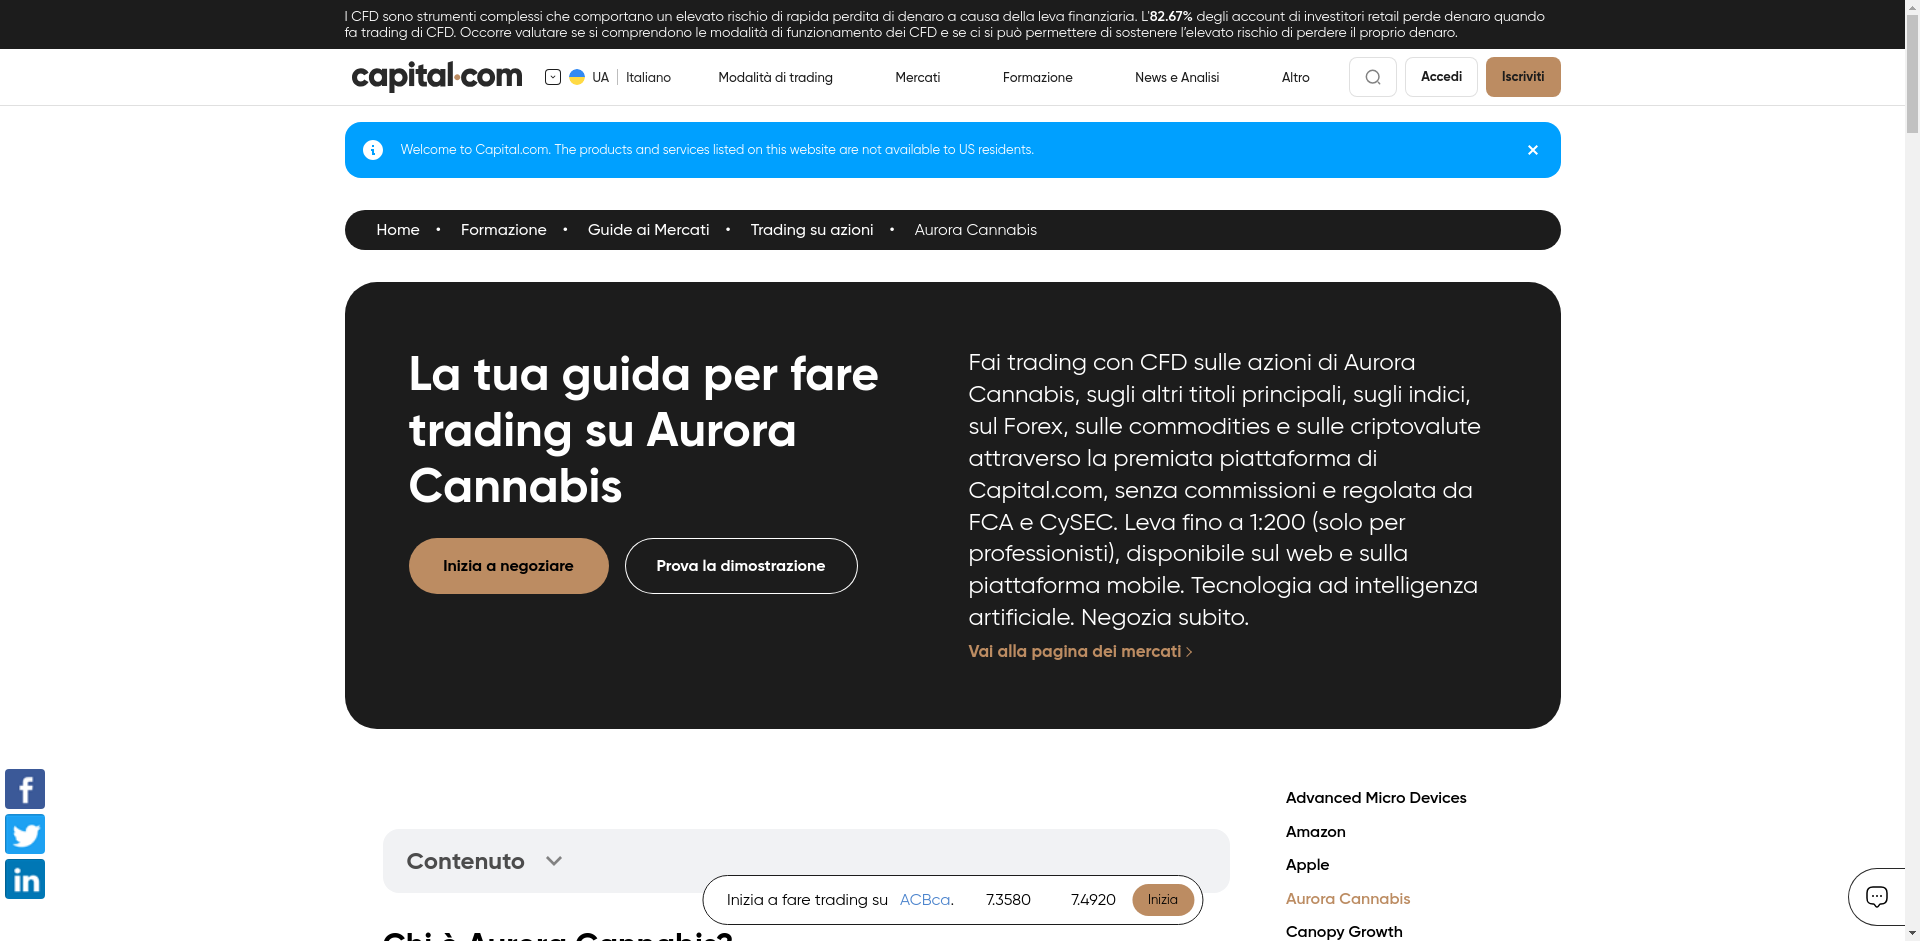 I CFD sono strumenti complessi che comportano un elevato rischio di rapida perdita di denaro a causa della leva finanziaria. L'82.67% degli account di investitori retail perde denaro quando
fa trading di CFD. Occorre valutare se si comprendono le modalità di funzionamento dei CFD e se ci si può permettere di sostenere l'elevato rischio di perdere il proprio denaro.
capital.com
UA | Italiano
Modalità di trading
Mercati
Formazione
News e Analisi
Altro
Accedi
Iscriviti
Welcome to Capital.com. The products and services listed on this website are not available to US residents.
Home • Formazione • Guide ai Mercati • Trading su azioni • Aurora Cannabis
La tua guida per fare
trading su Aurora
Cannabis
Inizia a negoziare
Prova la dimostrazione
Fai trading con CFD sulle azioni di Aurora
Cannabis, sugli altri titoli principali, sugli indici,
sul Forex, sulle commodities e sulle criptovalute
attraverso la premiata piattaforma di
Capital.com, senza commissioni e regolata da
FCA e CySEC. Leva fino a 1:200 (solo per
professionisti), disponibile sul web e sulla
piattaforma mobile. Tecnologia ad intelligenza
artificiale. Negozia subito.
Vai alla pagina dei mercati
Contenuto
Chi è Aurora Cannabis?
Advanced Micro Devices
Amazon
Apple
Aurora Cannabis
Canopy Growth
Inizia a fare trading su ACBca. 7.3580 7.4920 Inizia